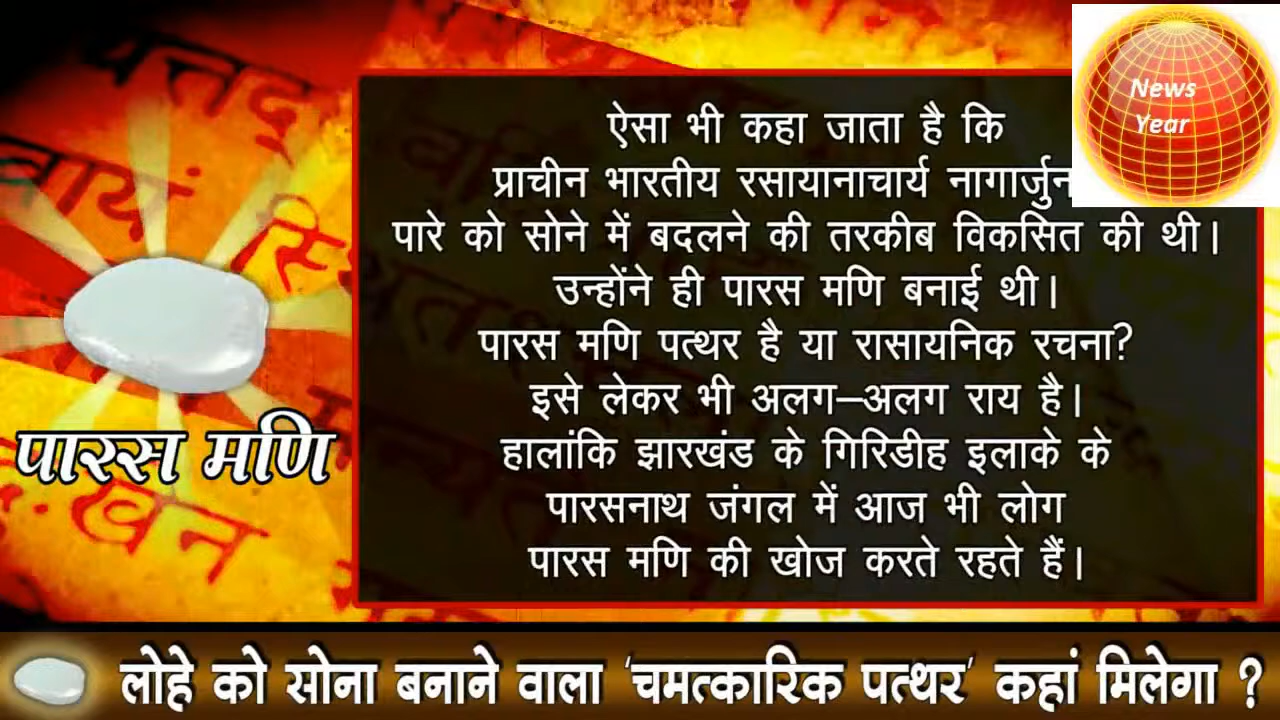 ऐसा भी कहा जाता है कि
प्राचीन भारतीय रसायानाचार्य नागार्जुन
पारे को सोने में बदलने की तरकीब विकसित की थी।
उन्होंने ही पारस मणि बनाई थी।
पारस मणि पत्थर है या रासायनिक रचना?
इसे लेकर भी अलग–अलग राय है।
हालांकि झारखंड के गिरिडीह इलाके के
पारसनाथ जंगल में आज भी लोग
पारस मणि की खोज करते रहते हैं।
News
Year
पारस मणि
लोहे को सोना बनाने वाला 'चमत्कारिक पत्थर' कहां मिलेगा ?